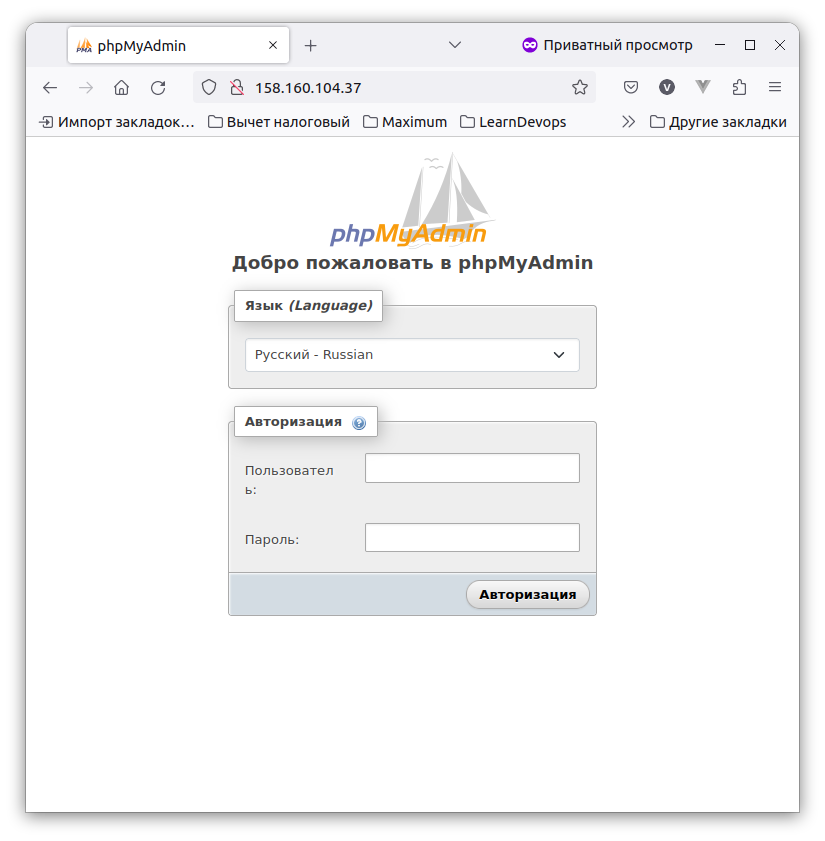 phpMyAdmin
Приватный просмотр
158.160.104.37
V
Импорт закладок…
Вычет налоговый
Maximum
LearnDevops
Другие закладки
phpMyAdmin
Добро пожаловать в phpMyAdmin
Язык (Language)
Русский - Russian
Авторизация
Пользовател
ь:
Пароль:
Авторизация